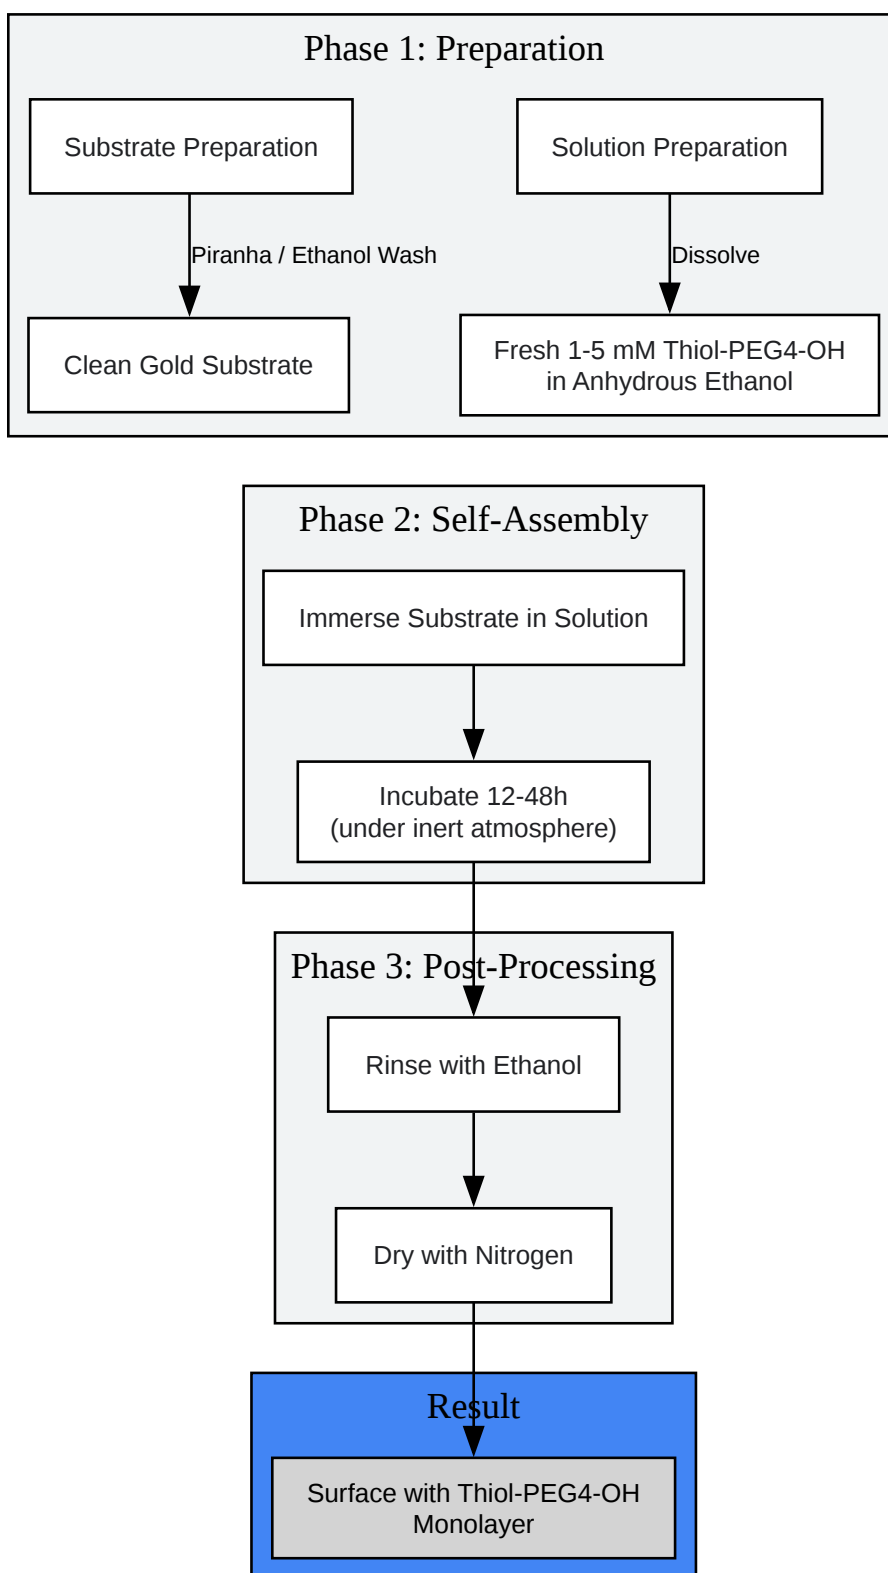 Phase 1: Preparation
Substrate Preparation
Solution Preparation
Piranha / Ethanol Wash
Dissolve
Clean Gold Substrate
Fresh 1-5 mM Thiol-PEG4-OH
in Anhydrous Ethanol
Phase 2: Self-Assembly
Immerse Substrate in Solution
Incubate 12-48h
(under inert atmosphere)
Phase 3: Post-Processing
Rinse with Ethanol
Dry with Nitrogen
Result
Surface with Thiol-PEG4-OH
Monolayer